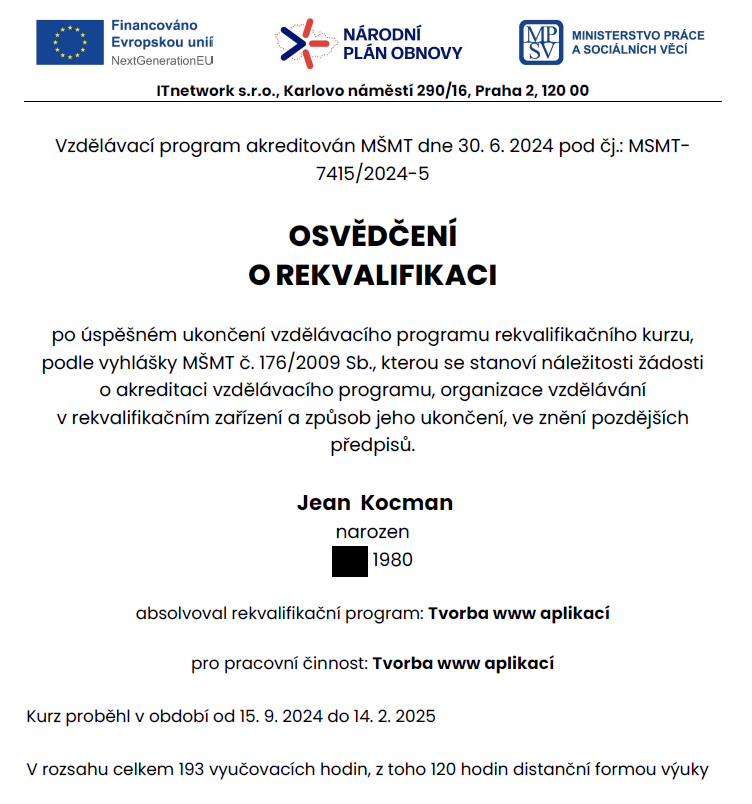 Financováno
Evropskou unií
NextGenerationEU
NÁRODNÍ
PLÁN OBNOVY
MP
SV
MINISTERSTVO PRÁCE
A SOCIÁLNÍCH VĚCÍ
ITnetwork s.r.o., Karlovo náměstí 290/16, Praha 2, 120 00
Vzdělávací program akreditován MŠMT dne 30. 6. 2024 pod čj.: MSMT-
7415/2024-5
OSVĚDČENÍ
O REKVALIFIKACI
po úspěšném ukončení vzdělávacího programu rekvalifikačního kurzu,
podle vyhlášky MŠMT č. 176/2009 Sb., kterou se stanoví náležitosti žádosti
o akreditaci vzdělávacího programu, organizace vzdělávání
v rekvalifikačním zařízení a způsob jeho ukončení, ve znění pozdějších
předpisů.
Jean Kocman
narozen
1980
absolvoval rekvalifikační program: Tvorba www aplikací
pro pracovní činnost: Tvorba www aplikací
Kurz proběhl v období od 15. 9. 2024 do 14. 2. 2025
V rozsahu celkem 193 vyučovacích hodin, z toho 120 hodin distanční formou výuky